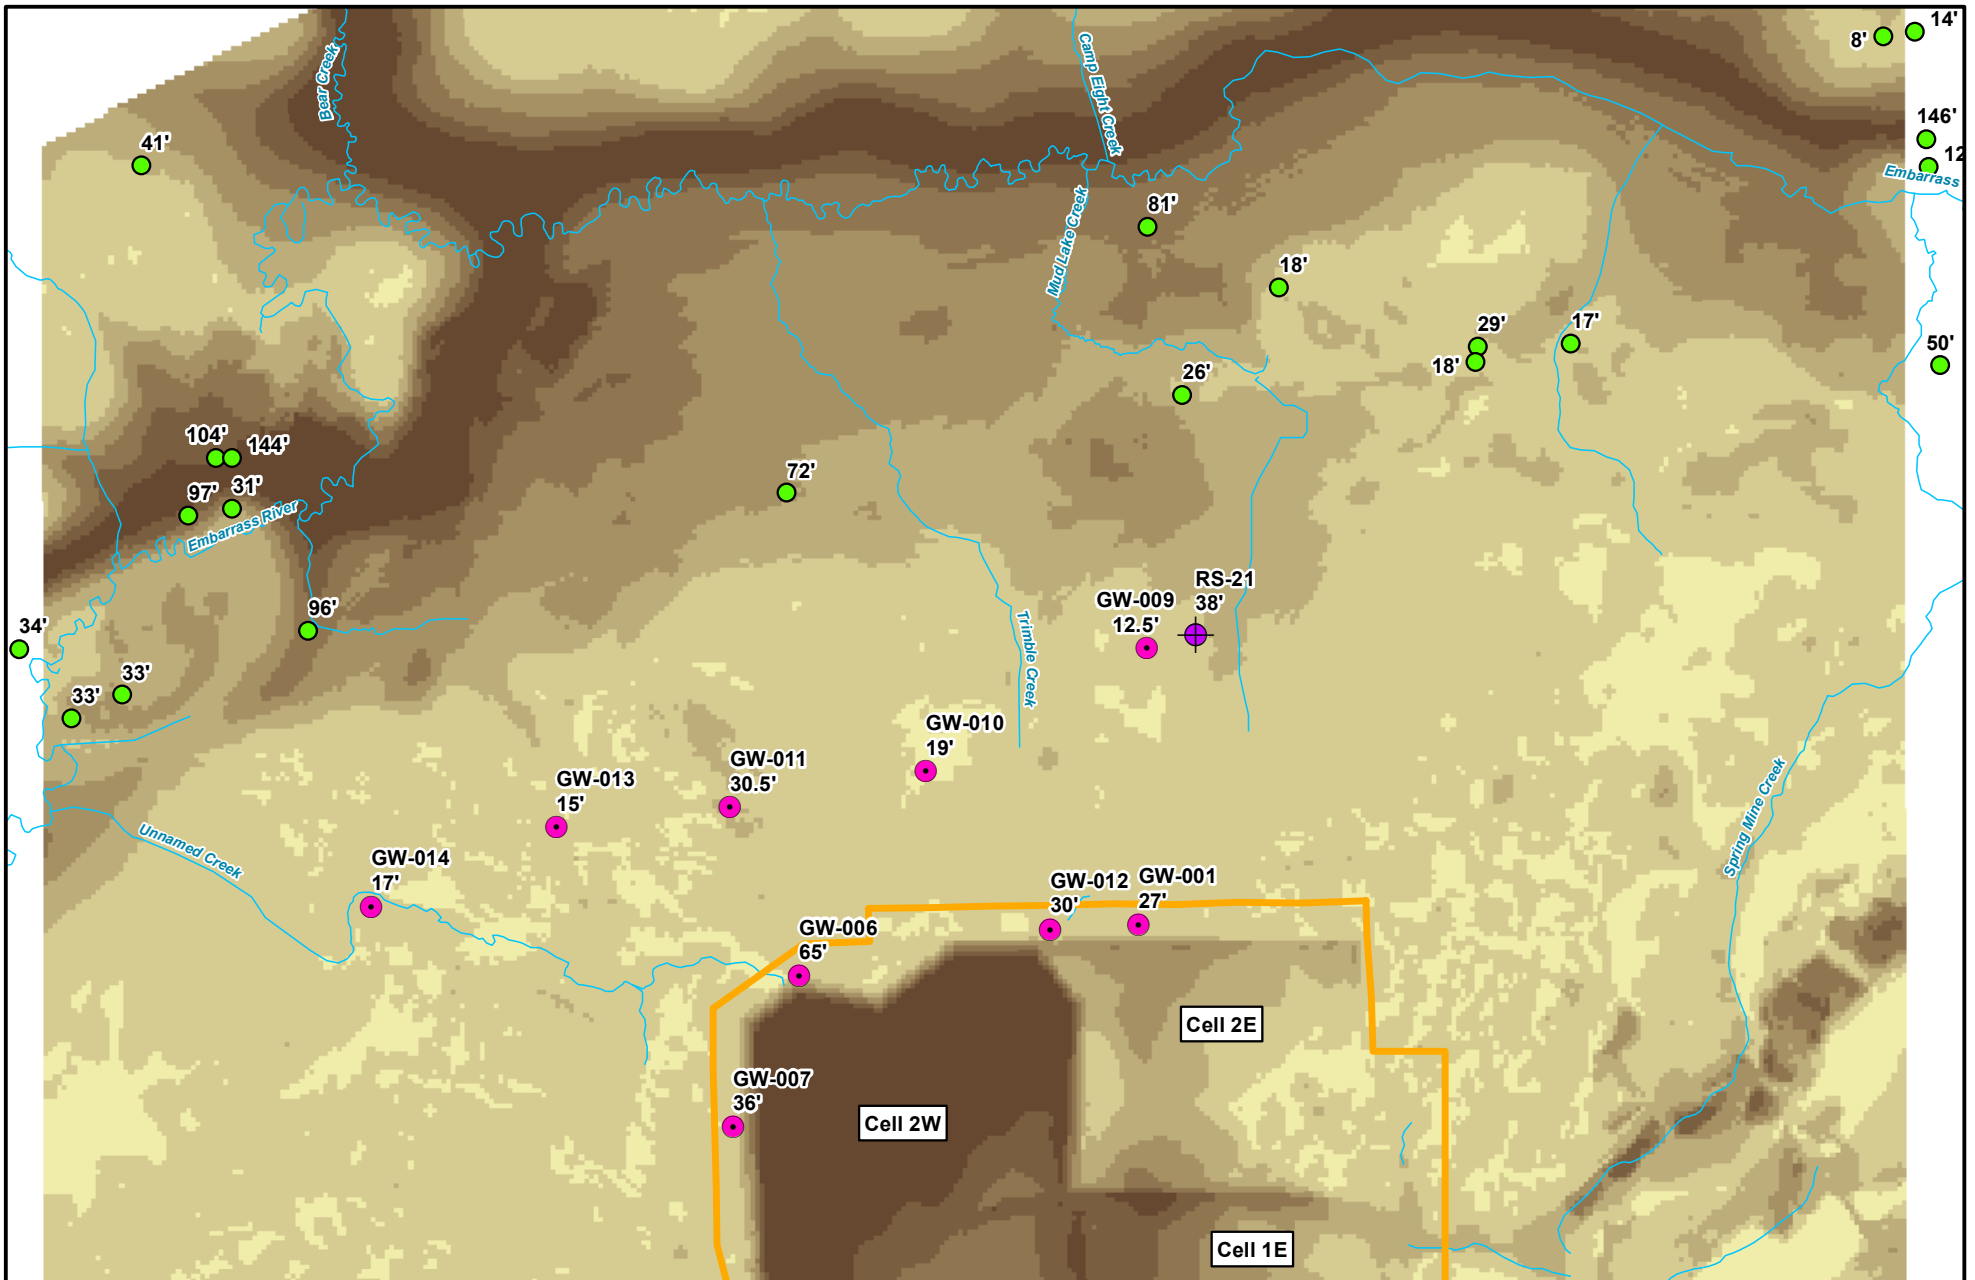 14'
8'
Bear Creek
Camp Eight Creek
146'
12
41'
Embarrass
81'
Mud Lake Creek
18'
29'
17'
18'
50'
26'
104'
144'
72'
97'
31'
Embarrass River
RS-21
38'
GW-009
12.5'
96'
34'
Trimble Creek
33'
33'
GW-010
19'
GW-011
30.5'
GW-013
15'
Spring Mine Creek
Unnamed Creek
GW-014
17'
GW-012
30'
GW-001
27'
GW-006
65'
Cell 2E
GW-007
36'
Cell 2W
Cell 1E